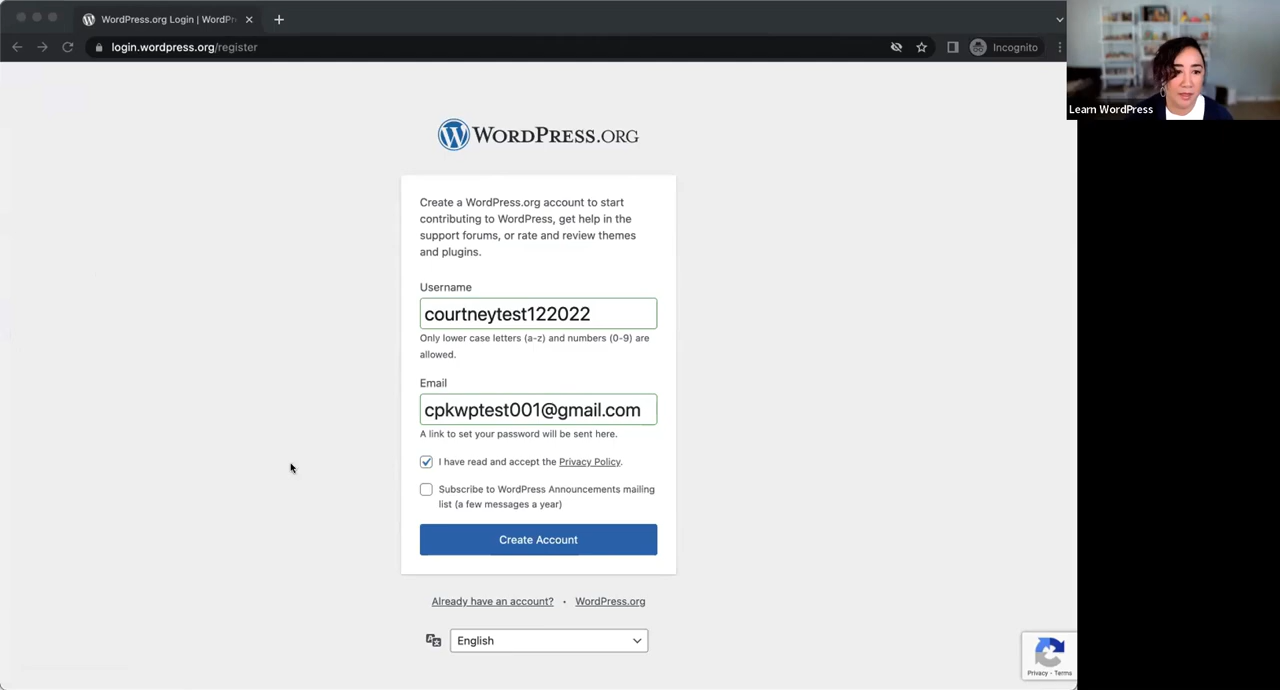 WordPress.org Login | WordPr
login.wordpress.org/register
Incognito
Learn WordPress
WORDPRESS.ORG
Create a WordPress.org account to start
contributing to WordPress, get help in the
support forums, or rate and review themes
and plugins.
Username
courtneytest122022
Only lower case letters (a-z) and numbers (0-9) are
allowed.
Email
cpkwptest001@gmail.com
A link to set your password will be sent here.
I have read and accept the Privacy Policy.
Subscribe to WordPress Announcements mailing
list (a few messages a year)
Create Account
Already have an account? • WordPress.org
English
Privacy - Terms